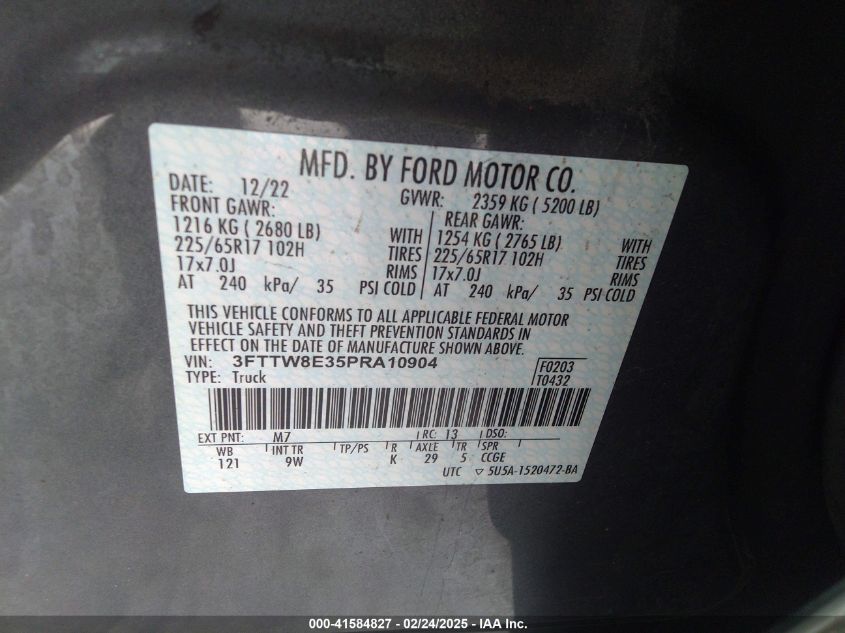 MFD. BY FORD MOTOR CO.
DATE: 12/22 GVWR: 2359 KG ( 5200 LB)
FRONT GAWR: REAR GAWR:
1216 KG ( 2680 LB) WITH 1254 KG ( 2765 LB) WITH
225/65R17 102H TIRES 225/65R17 102H TIRES
17x7.0J RIMS 17x7.0J RIMS
AT 240 kPa/ 35 PSI COLD AT 240 kPa/ 35 PSI COLD
THIS VEHICLE CONFORMS TO ALL APPLICABLE FEDERAL MOTOR
VEHICLE SAFETY AND THEFT PREVENTION STANDARDS IN
EFFECT ON THE DATE OF MANUFACTURE SHOWN ABOVE.
VIN: 3FTTW8E35PRA10904 F0203
TYPE: Truck T0432
EXT PNT: M7 RC: 13 DSO:
WB INT TR TP/PS R AXLE TR SPR
121 9W K 29 5 CCGE
UTC ▽ 5U5A-1520472-BA
000-41584827 - 02/24/2025 - IAA Inc.